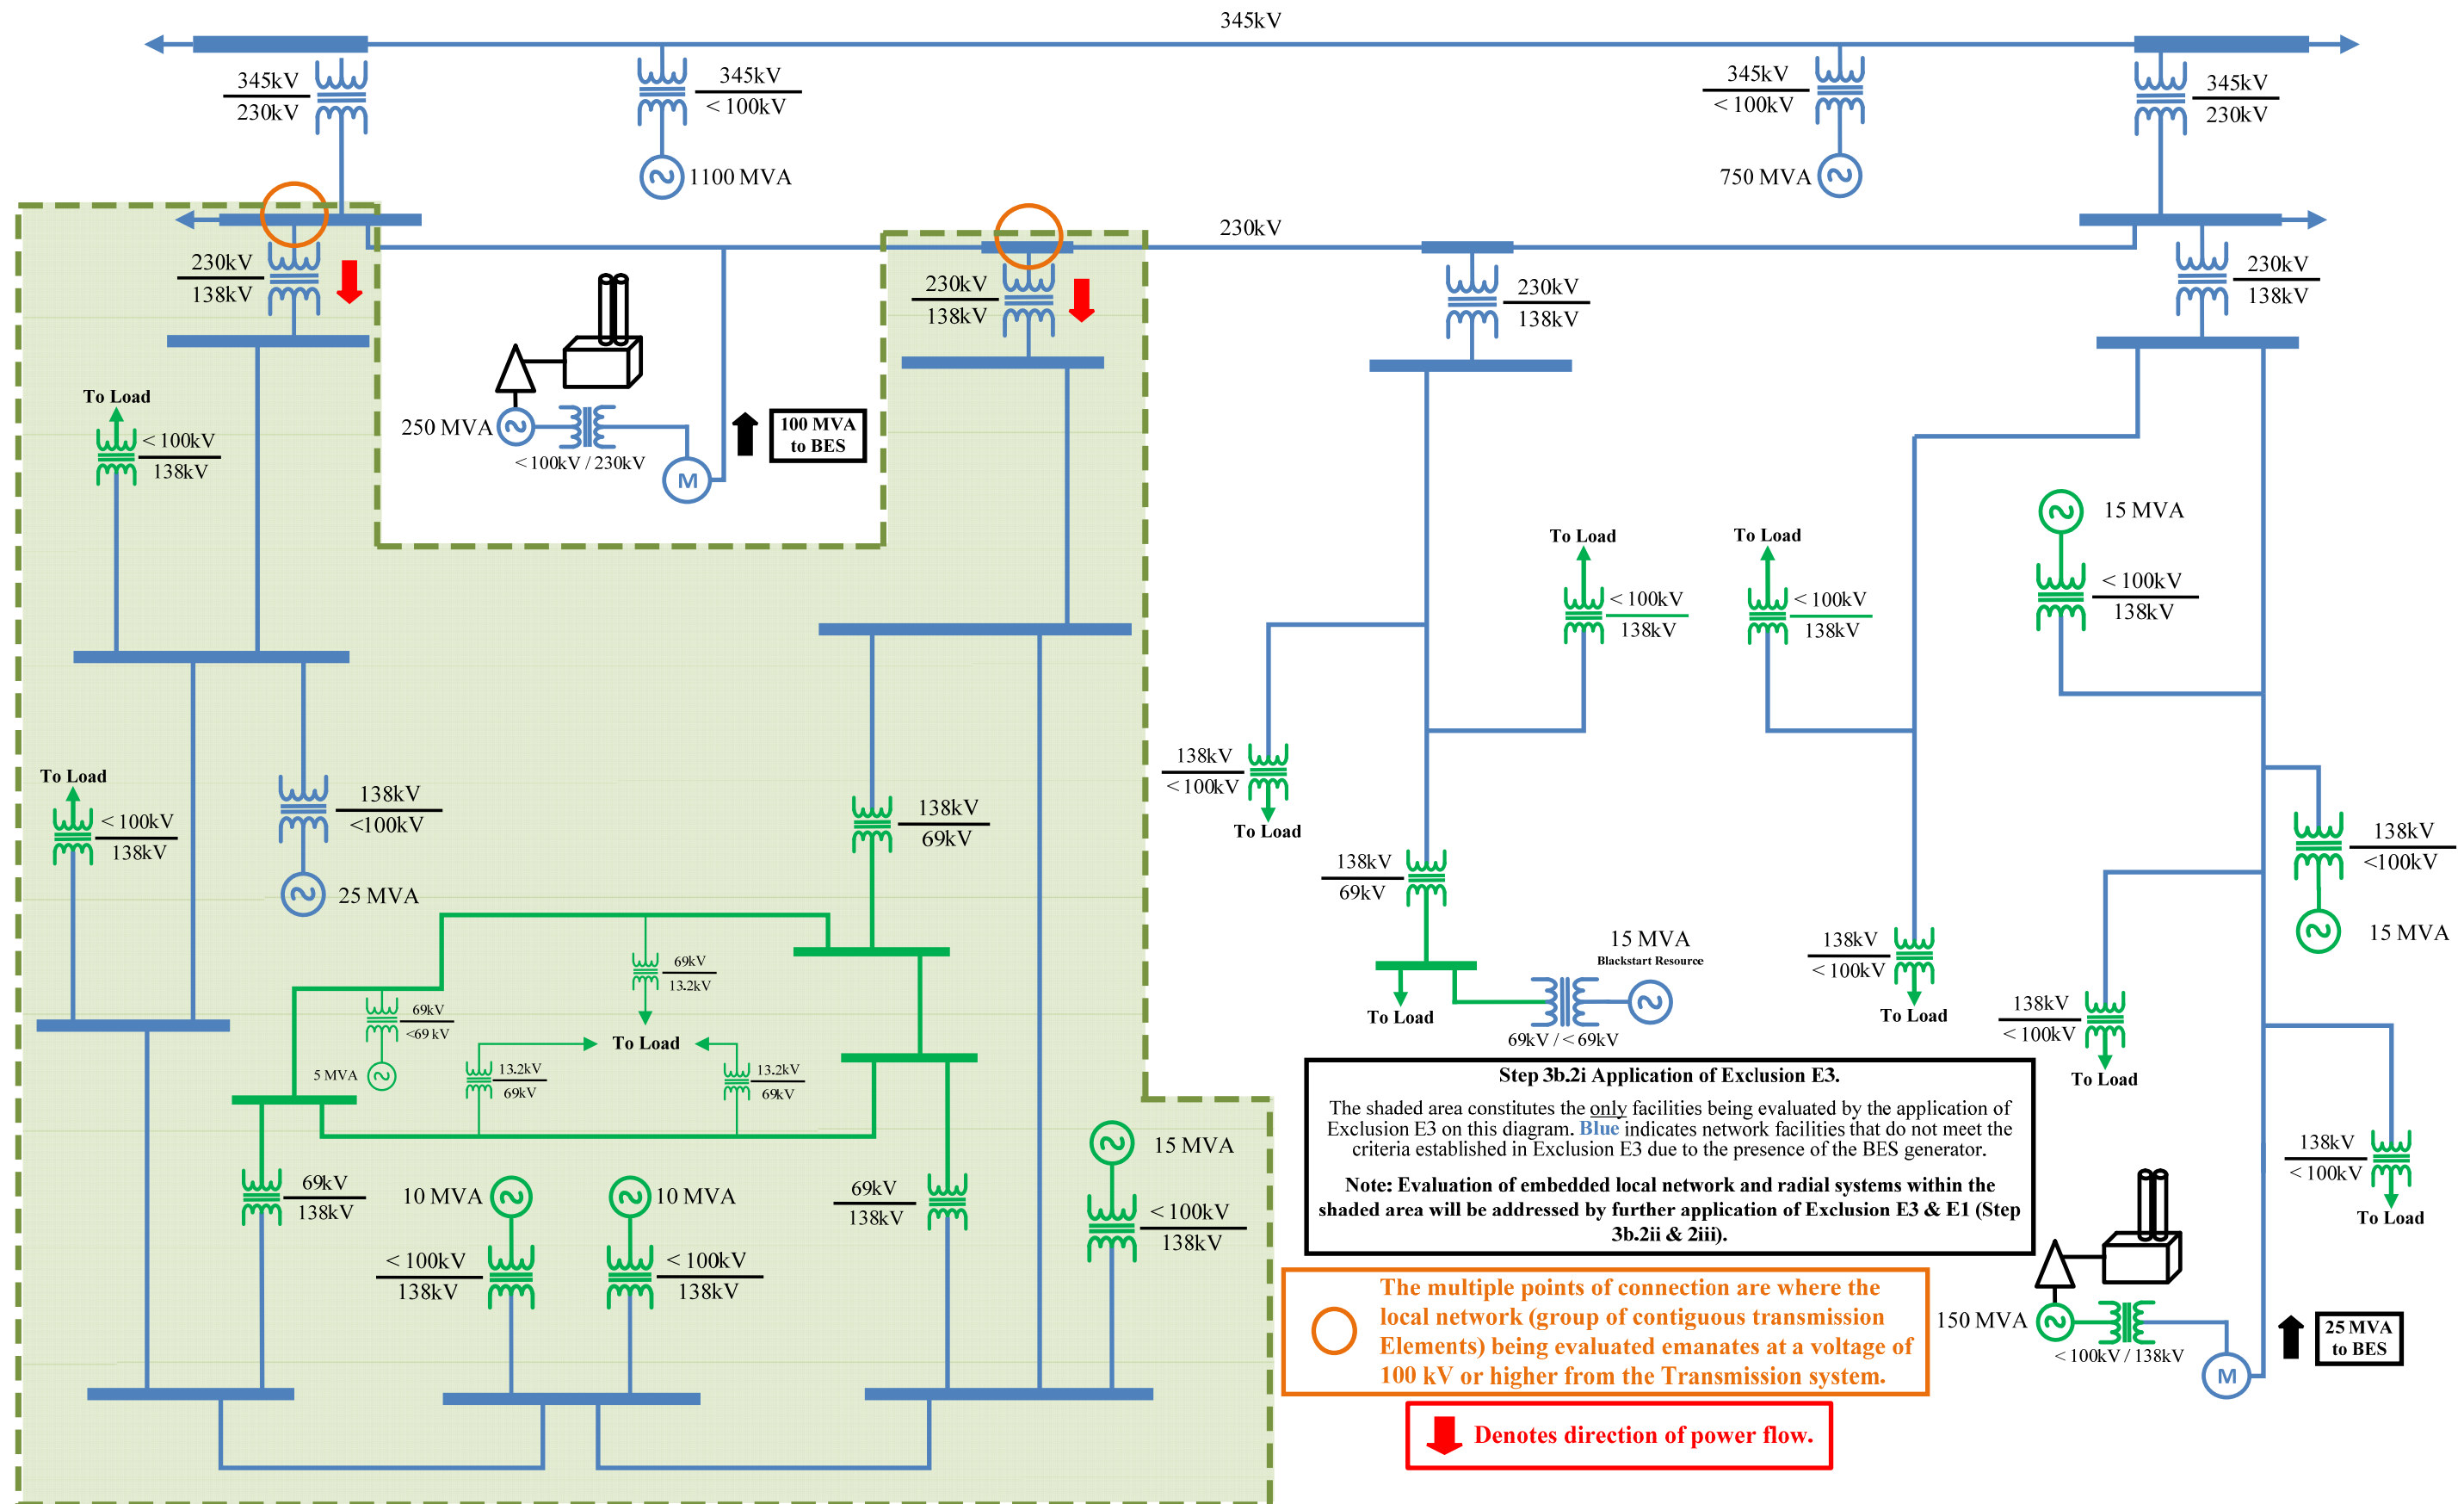 345kV
345kV
230kV
345kV
< 100kV
345kV
< 100kV
345kV
230kV
1100 MVA
750 MVA
230kV
230kV
138kV
230kV
138kV
230kV
138kV
230kV
138kV
To Load
< 100kV
138kV
250 MVA
< 100kV / 230kV
M
100 MVA
to BES
To Load
< 100kV
138kV
To Load
< 100kV
138kV
15 MVA
< 100kV
138kV
138kV
< 100kV
To Load
To Load
< 100kV
138kV
138kV
<100kV
25 MVA
138kV
69kV
138kV
69kV
138kV
<100kV
15 MVA
15 MVA
Blackstart Resource
To Load
69kV / < 69kV
138kV
< 100kV
To Load
138kV
< 100kV
To Load
69kV
13.2kV
69kV
<69 kV
5 MVA
To Load
13.2kV
69kV
13.2kV
69kV
69kV
138kV
10 MVA
10 MVA
< 100kV
138kV
< 100kV
138kV
69kV
138kV
15 MVA
< 100kV
138kV
138kV
< 100kV
To Load
Step 3b.2i Application of Exclusion E3.
The shaded area constitutes the only facilities being evaluated by the application of
Exclusion E3 on this diagram. Blue indicates network facilities that do not meet the
criteria established in Exclusion E3 due to the presence of the BES generator.
Note: Evaluation of embedded local network and radial systems within the
shaded area will be addressed by further application of Exclusion E3 & E1 (Step
3b.2ii & 2iii).
The multiple points of connection are where the
local network (group of contiguous transmission
Elements) being evaluated emanates at a voltage of
100 kV or higher from the Transmission system.
Denotes direction of power flow.
150 MVA
< 100kV / 138kV
M
25 MVA
to BES